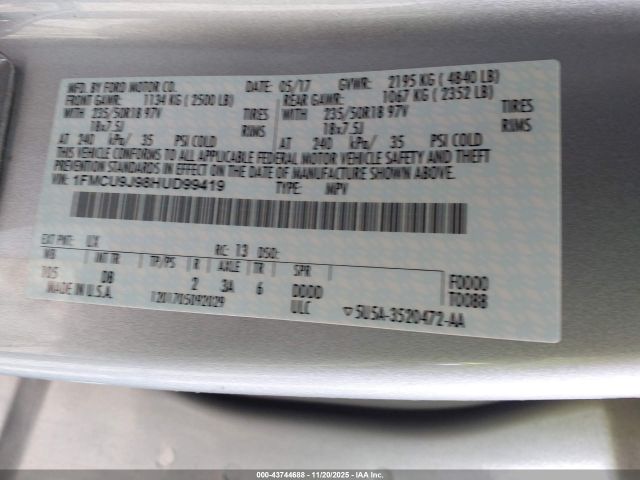 MFD. BY FORD MOTOR CO. DATE: 05/17 GVWR: 2195 KG ( 4840 LB)
FRONT GAWR: 1134 KG ( 2500 LB) REAR GAWR: 1067 KG ( 2352 LB)
WITH 235/50R18 97V TIRES WITH 235/50R18 97V TIRES
18x7.5J RIMS 18x7.5J RIMS
AT 240 kPa/ 35 PSI COLD AT 240 kPa/ 35 PSI COLD
THIS VEHICLE CONFORMS TO ALL APPLICABLE FEDERAL MOTOR VEHICLE SAFETY AND THEFT
PREVENTION STANDARDS IN EFFECT ON THE DATE OF MANUFACTURE SHOWN ABOVE.
VIN: 1FMCU9J98HUD99419 TYPE: MPV
EXT PNT: UX RC: 13 DSO:
WB INT TR TP/PS R AXLE TR SPR
105 DB 2 3A 6 DDDD F0000
MADE IN U.S.A. ULC T0088
▽ 5U5A-3520472-AA
000-43744688 - 11/20/2025 - IAA Inc.